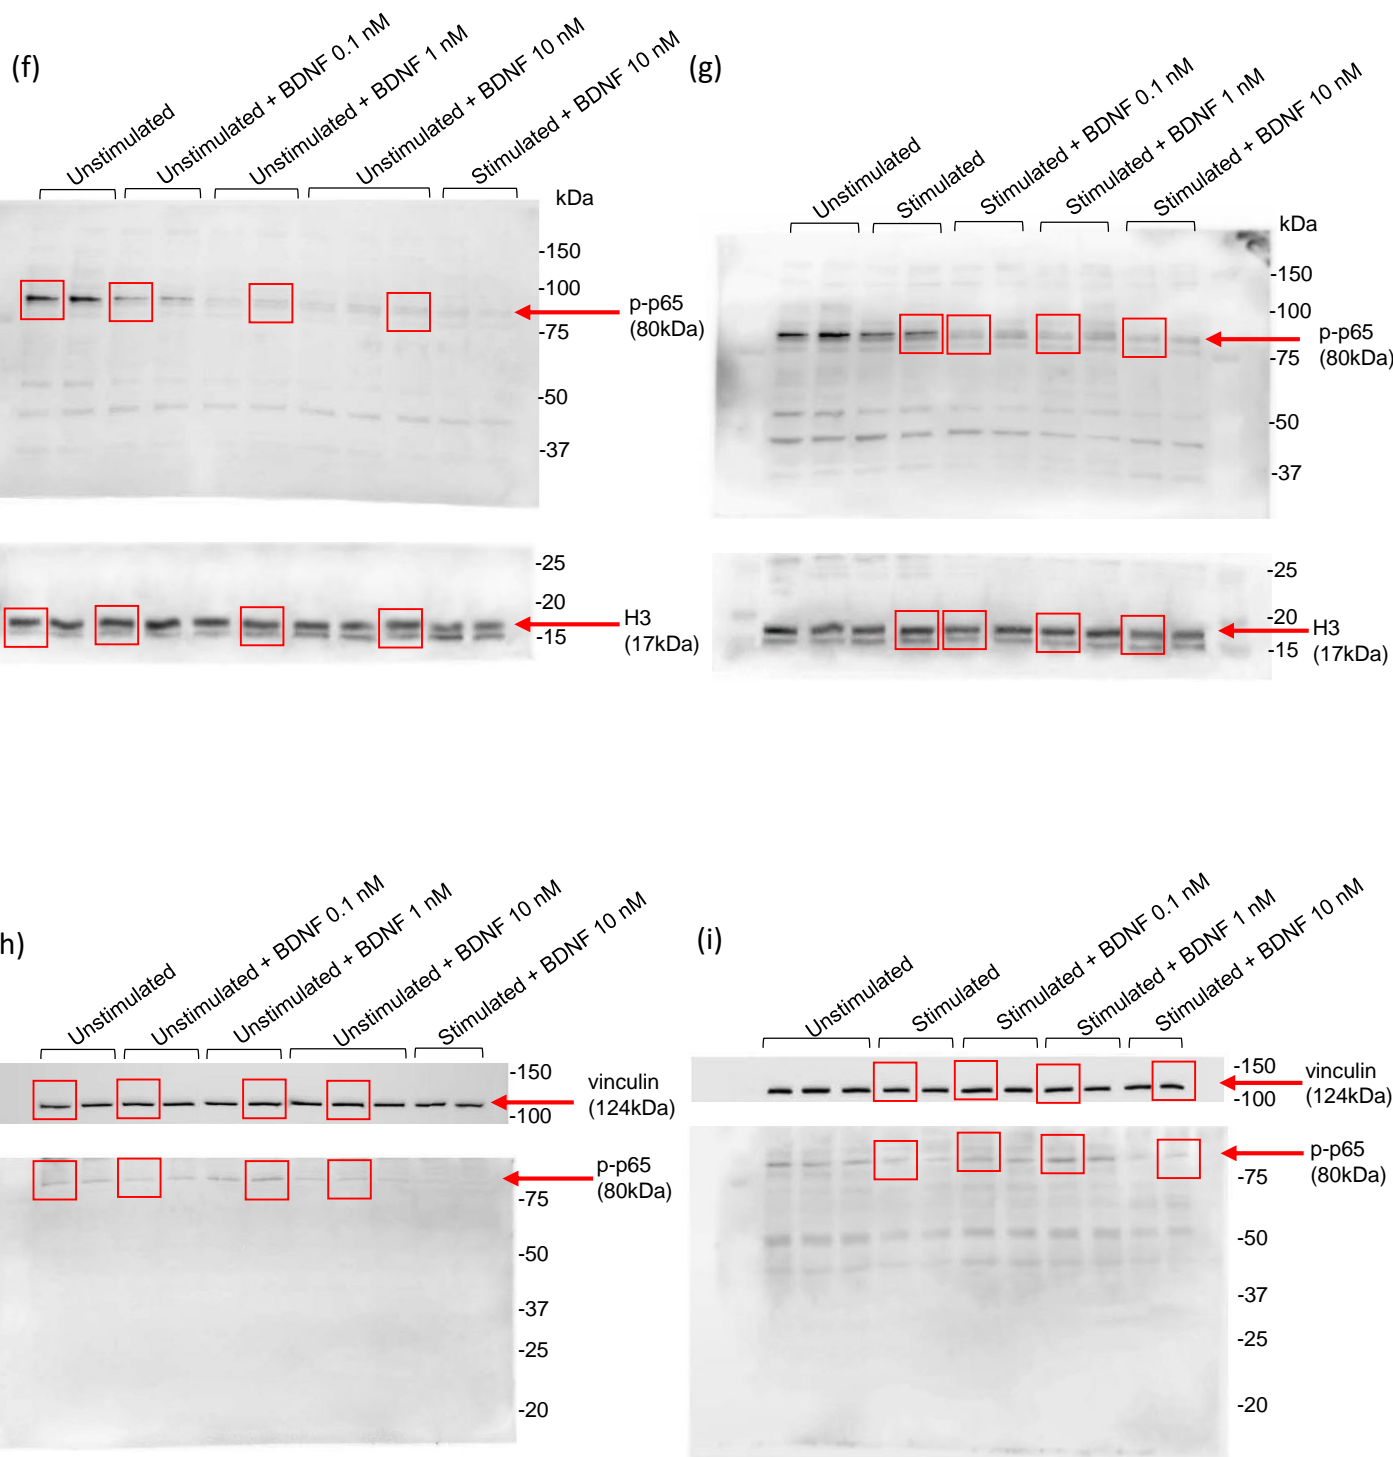 (f)
Unstimulated
Unstimulated + BDNF 0.1 nM
Unstimulated + BDNF 1 nM
Unstimulated + BDNF 10 nM
Stimulated + BDNF 10 nM
kDa
-150
-100
p-p65
(80kDa)
75
-50
-37
-25
-20
H3
(17kDa)
-15
(g)
Unstimulated
Stimulated
Stimulated + BDNF 0.1 nM
Stimulated + BDNF 1 nM
Stimulated + BDNF 10 nM
kDa
-150
-100
p-p65
(80kDa)
-75
-50
-37
-25
-20
H3
(17kDa)
-15
h)
Unstimulated
Unstimulated + BDNF 0.1 nM
Unstimulated + BDNF 1 nM
Unstimulated + BDNF 10 nM
Stimulated + BDNF 10 nM
-150
vinculin
(124kDa)
-100
p-p65
(80kDa)
-75
-50
-37
-25
-20
(i)
Unstimulated
Stimulated
Stimulated + BDNF 0.1 nM
Stimulated + BDNF 1 nM
Stimulated + BDNF 10 nM
-150
vinculin
(124kDa)
-100
p-p65
(80kDa)
-75
-50
-37
-25
-20